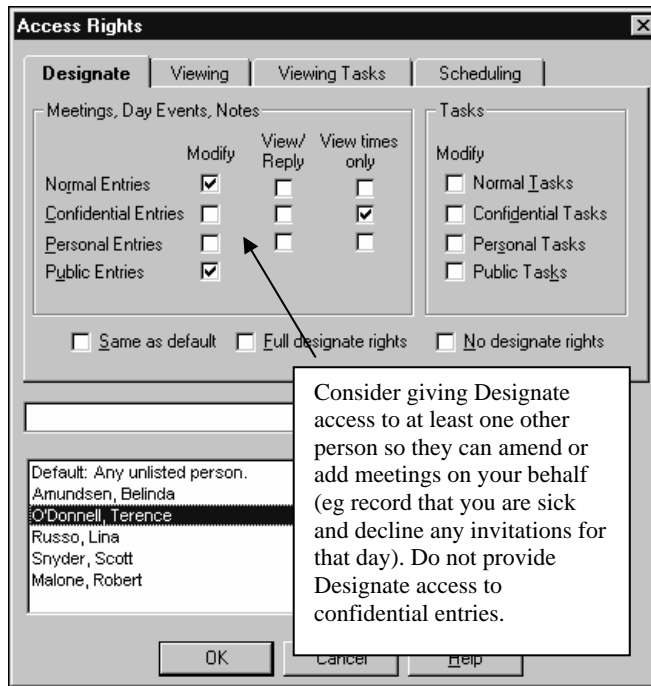 Access Rights
Designate Viewing Viewing Tasks Scheduling
Meetings, Day Events, Notes
Modify View/ Reply View times only
Normal Entries
Confidential Entries
Personal Entries
Public Entries
Tasks
Modify
Normal Tasks
Confidential Tasks
Personal Tasks
Public Tasks
Same as default Full designate rights No designate rights
Consider giving Designate
access to at least one other
person so they can amend or
add meetings on your behalf
(eg record that you are sick
and decline any invitations for
that day). Do not provide
Designate access to
confidential entries.
Default: Any unlisted person.
Amundsen, Belinda
O'Donnell, Terence
Russo, Lina
Snyder, Scott
Malone, Robert
OK Cancel Help